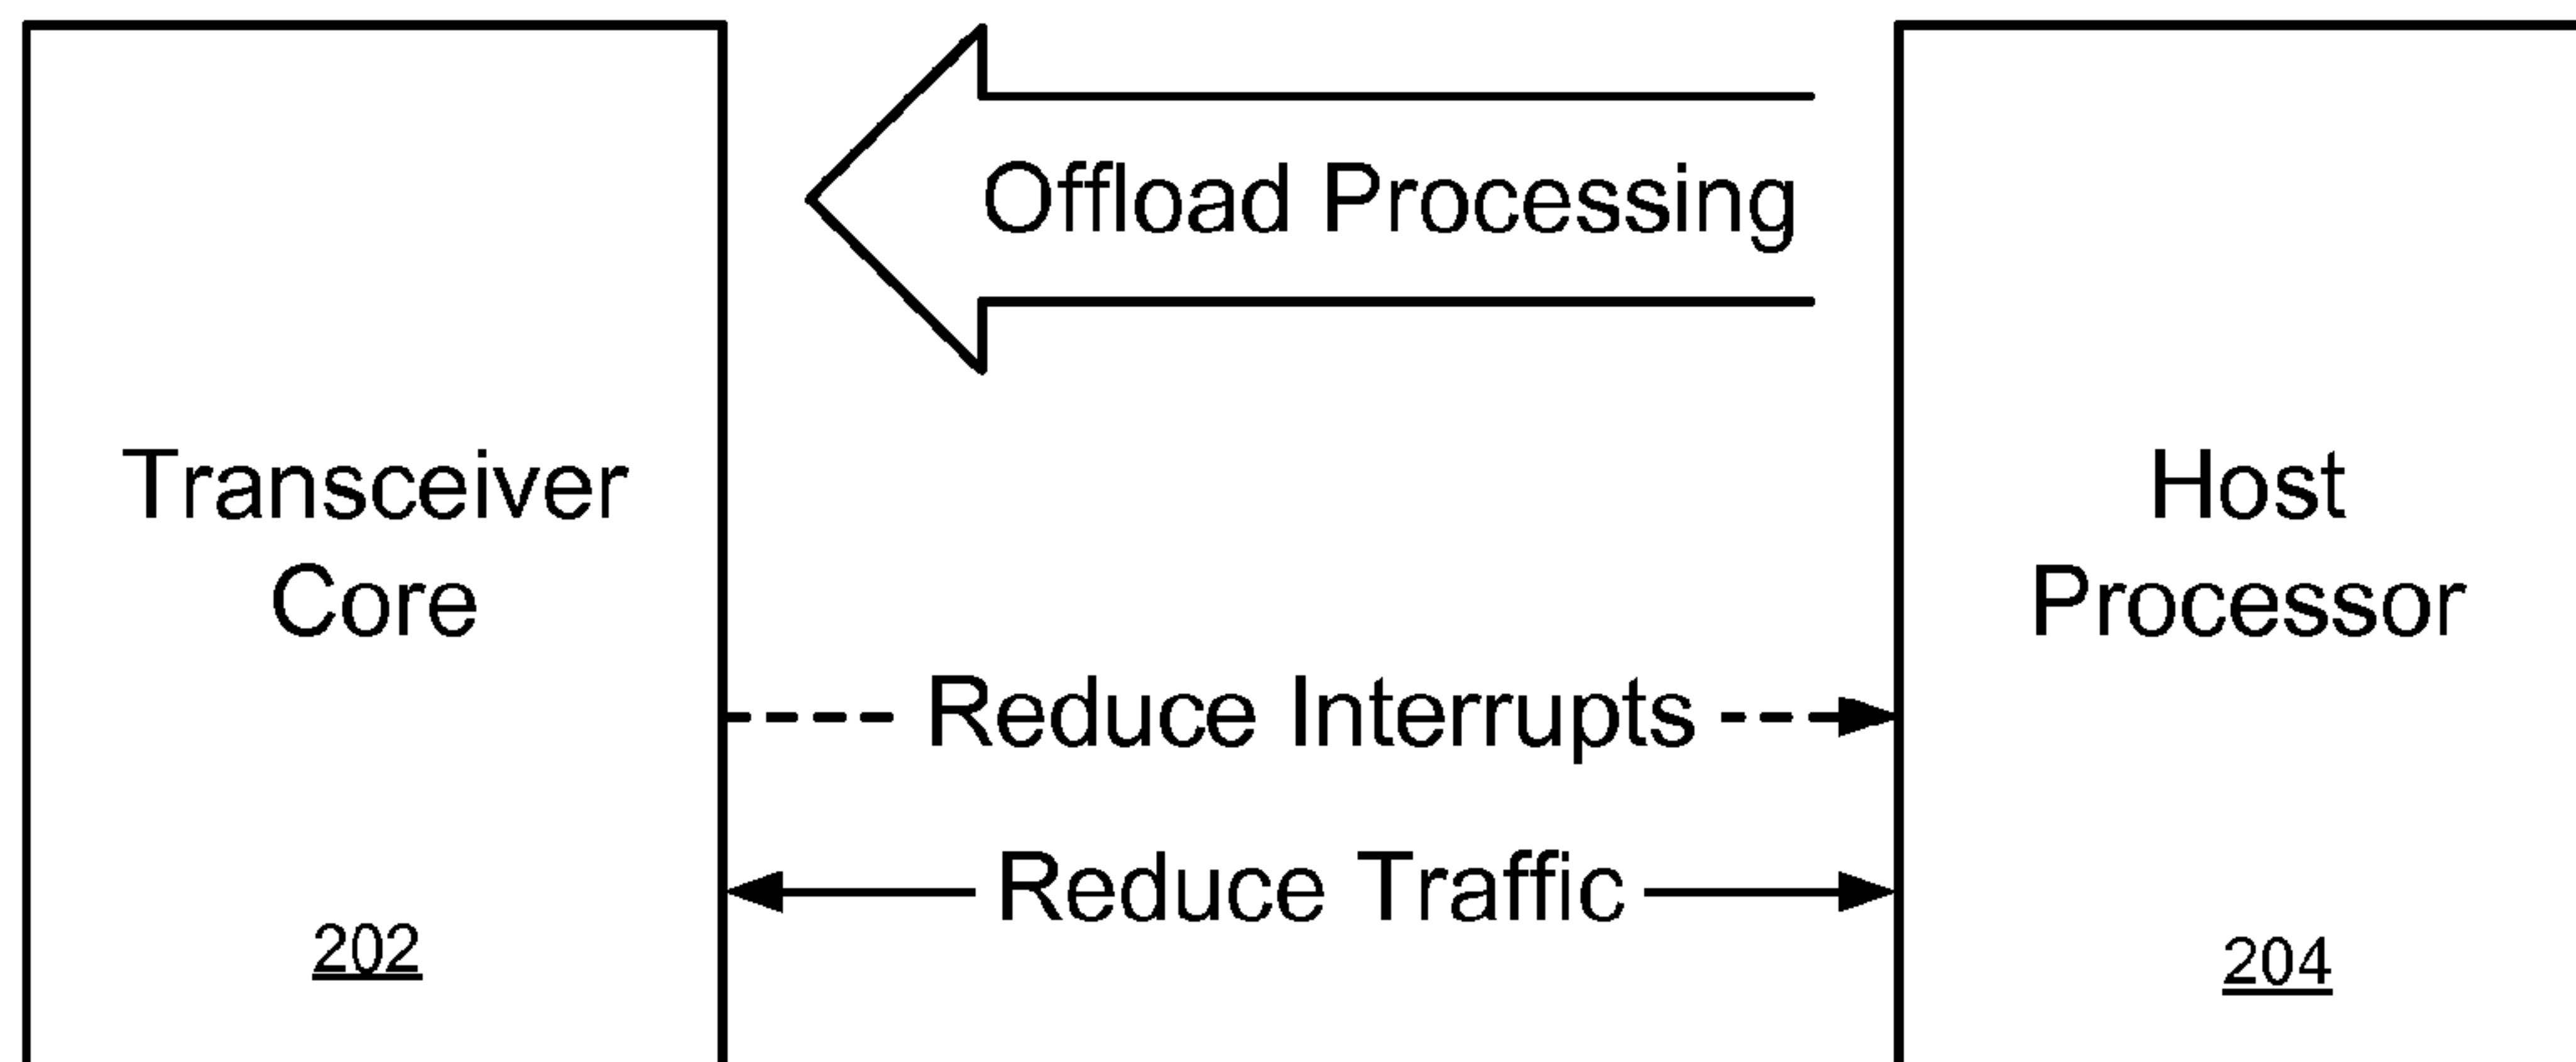 Offload Processing
Transceiver
Core
Host
Processor
Reduce Interrupts
Reduce Traffic
202
204